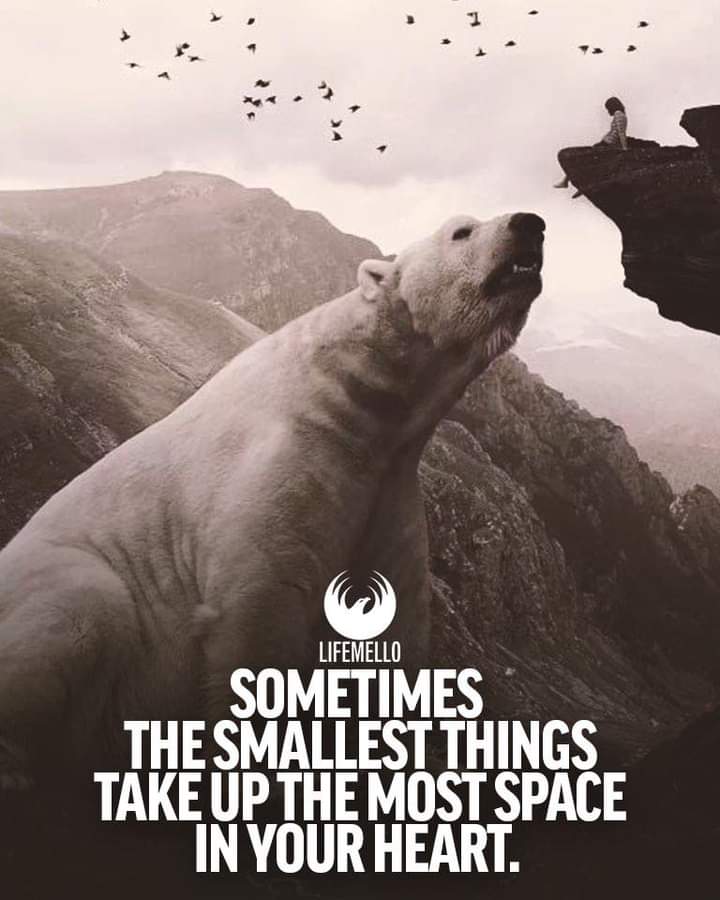 LIFEMELLO
SOMETIMES
THE SMALLEST THINGS
TAKE UP THE MOST SPACE
IN YOUR HEART.